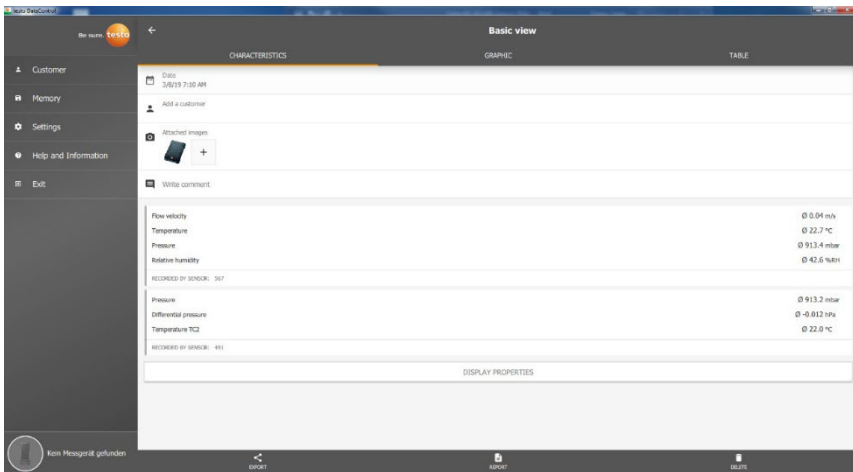 testo DataControl
Be sure. testo
Basic view
CHARACTERISTICS GRAPHIC TABLE
Customer
Memory
Settings
Help and Information
Exit
Date
3/8/19 7:10 AM
Add a customer
Attached images
+
Write comment
Flow velocity Ø 0.04 m/s
Temperature Ø 22.7 °C
Pressure Ø 913.4 mbar
Relative humidity Ø 42.6 %RH
RECORDED BY SENSOR: 567
Pressure Ø 913.2 mbar
Differential pressure Ø -0.012 hPa
Temperature TC2 Ø 22.0 °C
RECORDED BY SENSOR: 491
DISPLAY PROPERTIES
Kein Messgerät gefunden
EXPORT REPORT DELETE